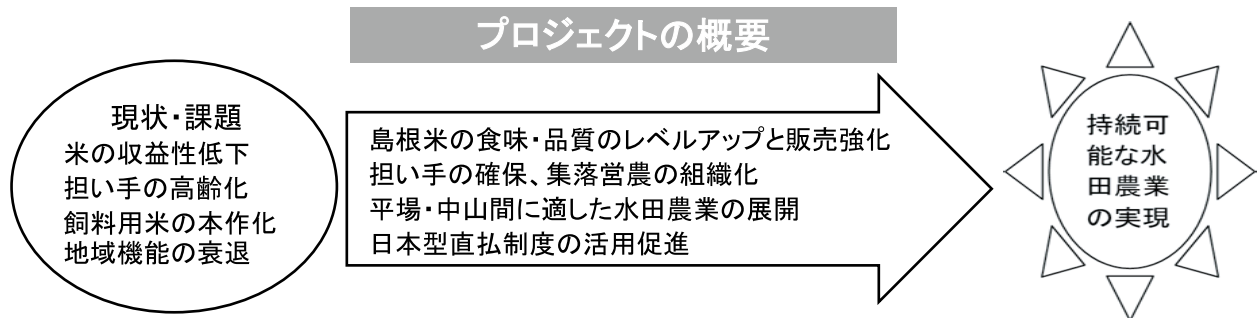 プロジェクトの概要
現状・課題
米の収益性低下
担い手の高齢化
飼料用米の本作化
地域機能の衰退
島根米の食味・品質のレベルアップと販売強化
担い手の確保、集落営農の組織化
平場・中山間に適した水田農業の展開
日本型直払制度の活用促進
持続可
能な水
田農業
の実現